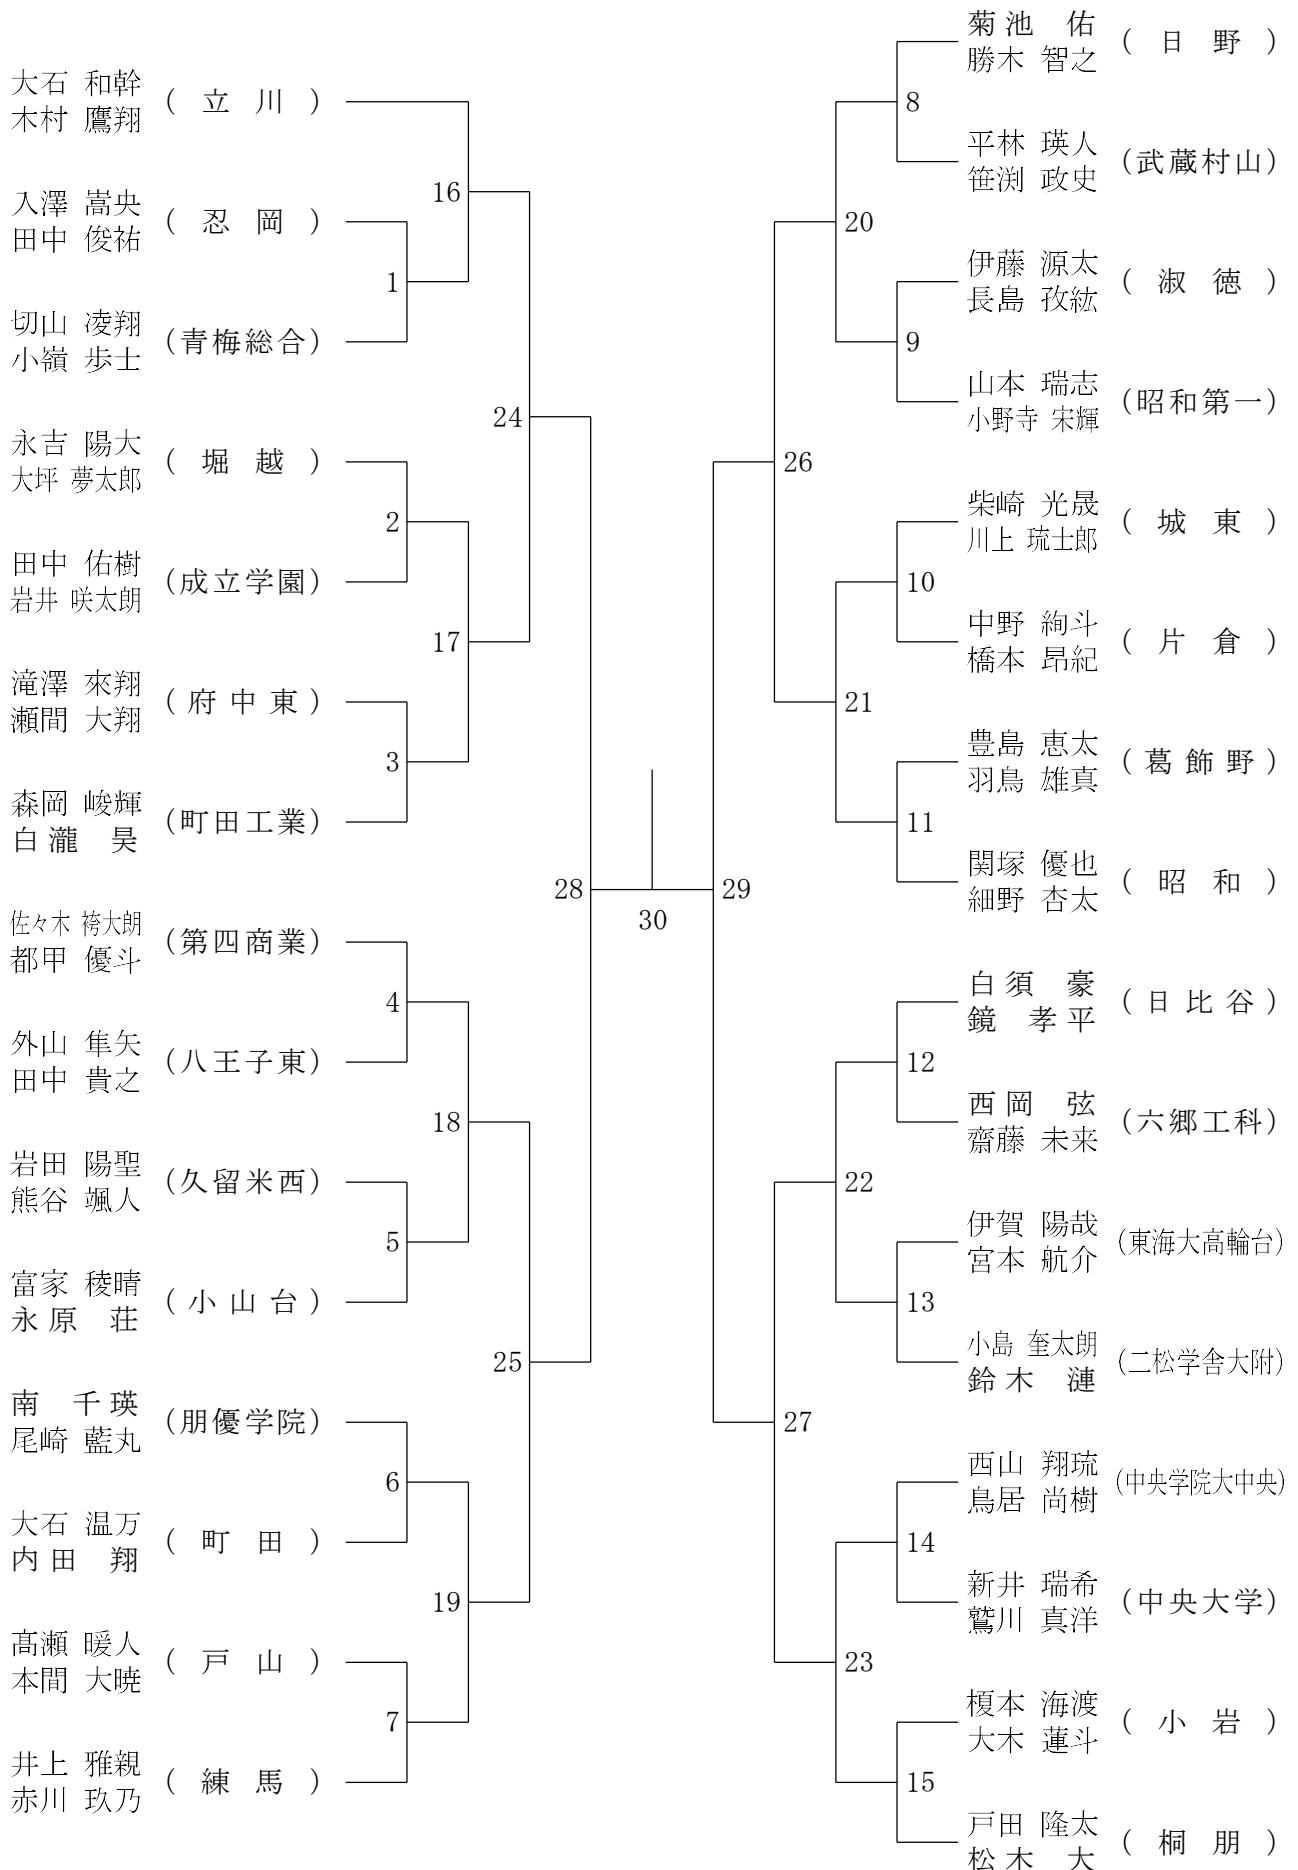 大石 和幹
木村 鷹翔
(立川)
入澤 嵩央
田中 俊祐
(忍岡)
切山 凌翔
小嶺 歩士
(青梅総合)
永吉 陽大
大坪 夢太郎
(堀越)
田中 佑樹
岩井 咲太朗
(成立学園)
滝澤 來翔
瀬間 大翔
(府中東)
森岡 峻輝
白瀧 昊
(町田工業)
佐々木 袴大朗
都甲 優斗
(第四商業)
外山 隼矢
田中 貴之
(八王子東)
岩田 陽聖
熊谷 颯人
(久留米西)
富家 稜晴
永原 荘
(小山台)
南 千瑛
尾崎 藍丸
(朋優学院)
大石 温万
内田 翔
(町田)
髙瀬 暖人
本間 大暁
(戸山)
井上 雅親
赤川 玖乃
(練馬)
1
2
3
4
5
6
7
16
17
18
19
24
25
28
30
29
26
27
20
21
22
23
8
9
10
11
12
13
14
15
菊池 佑
勝木 智之
(日野)
平林 瑛人
笹渕 政史
(武蔵村山)
伊藤 源太
長島 孜紘
(淑徳)
山本 瑞志
小野寺 宋輝
(昭和第一)
柴崎 光晟
川上 琉士郎
(城東)
中野 絢斗
橋本 昂紀
(片倉)
豊島 恵太
羽鳥 雄真
(葛飾野)
関塚 優也
細野 杏太
(昭和)
白須 豪
鏡 孝平
(日比谷)
西岡 弦
齋藤 未来
(六郷工科)
伊賀 陽哉
宮本 航介
(東海大高輪台)
小島 奎太朗
鈴木 漣
(二松学舎大附)
西山 翔琉
鳥居 尚樹
(中央学院大中央)
新井 瑞希
鷲川 真洋
(中央大学)
榎本 海渡
大木 蓮斗
(小岩)
戸田 隆太
松木 大
(桐朋)